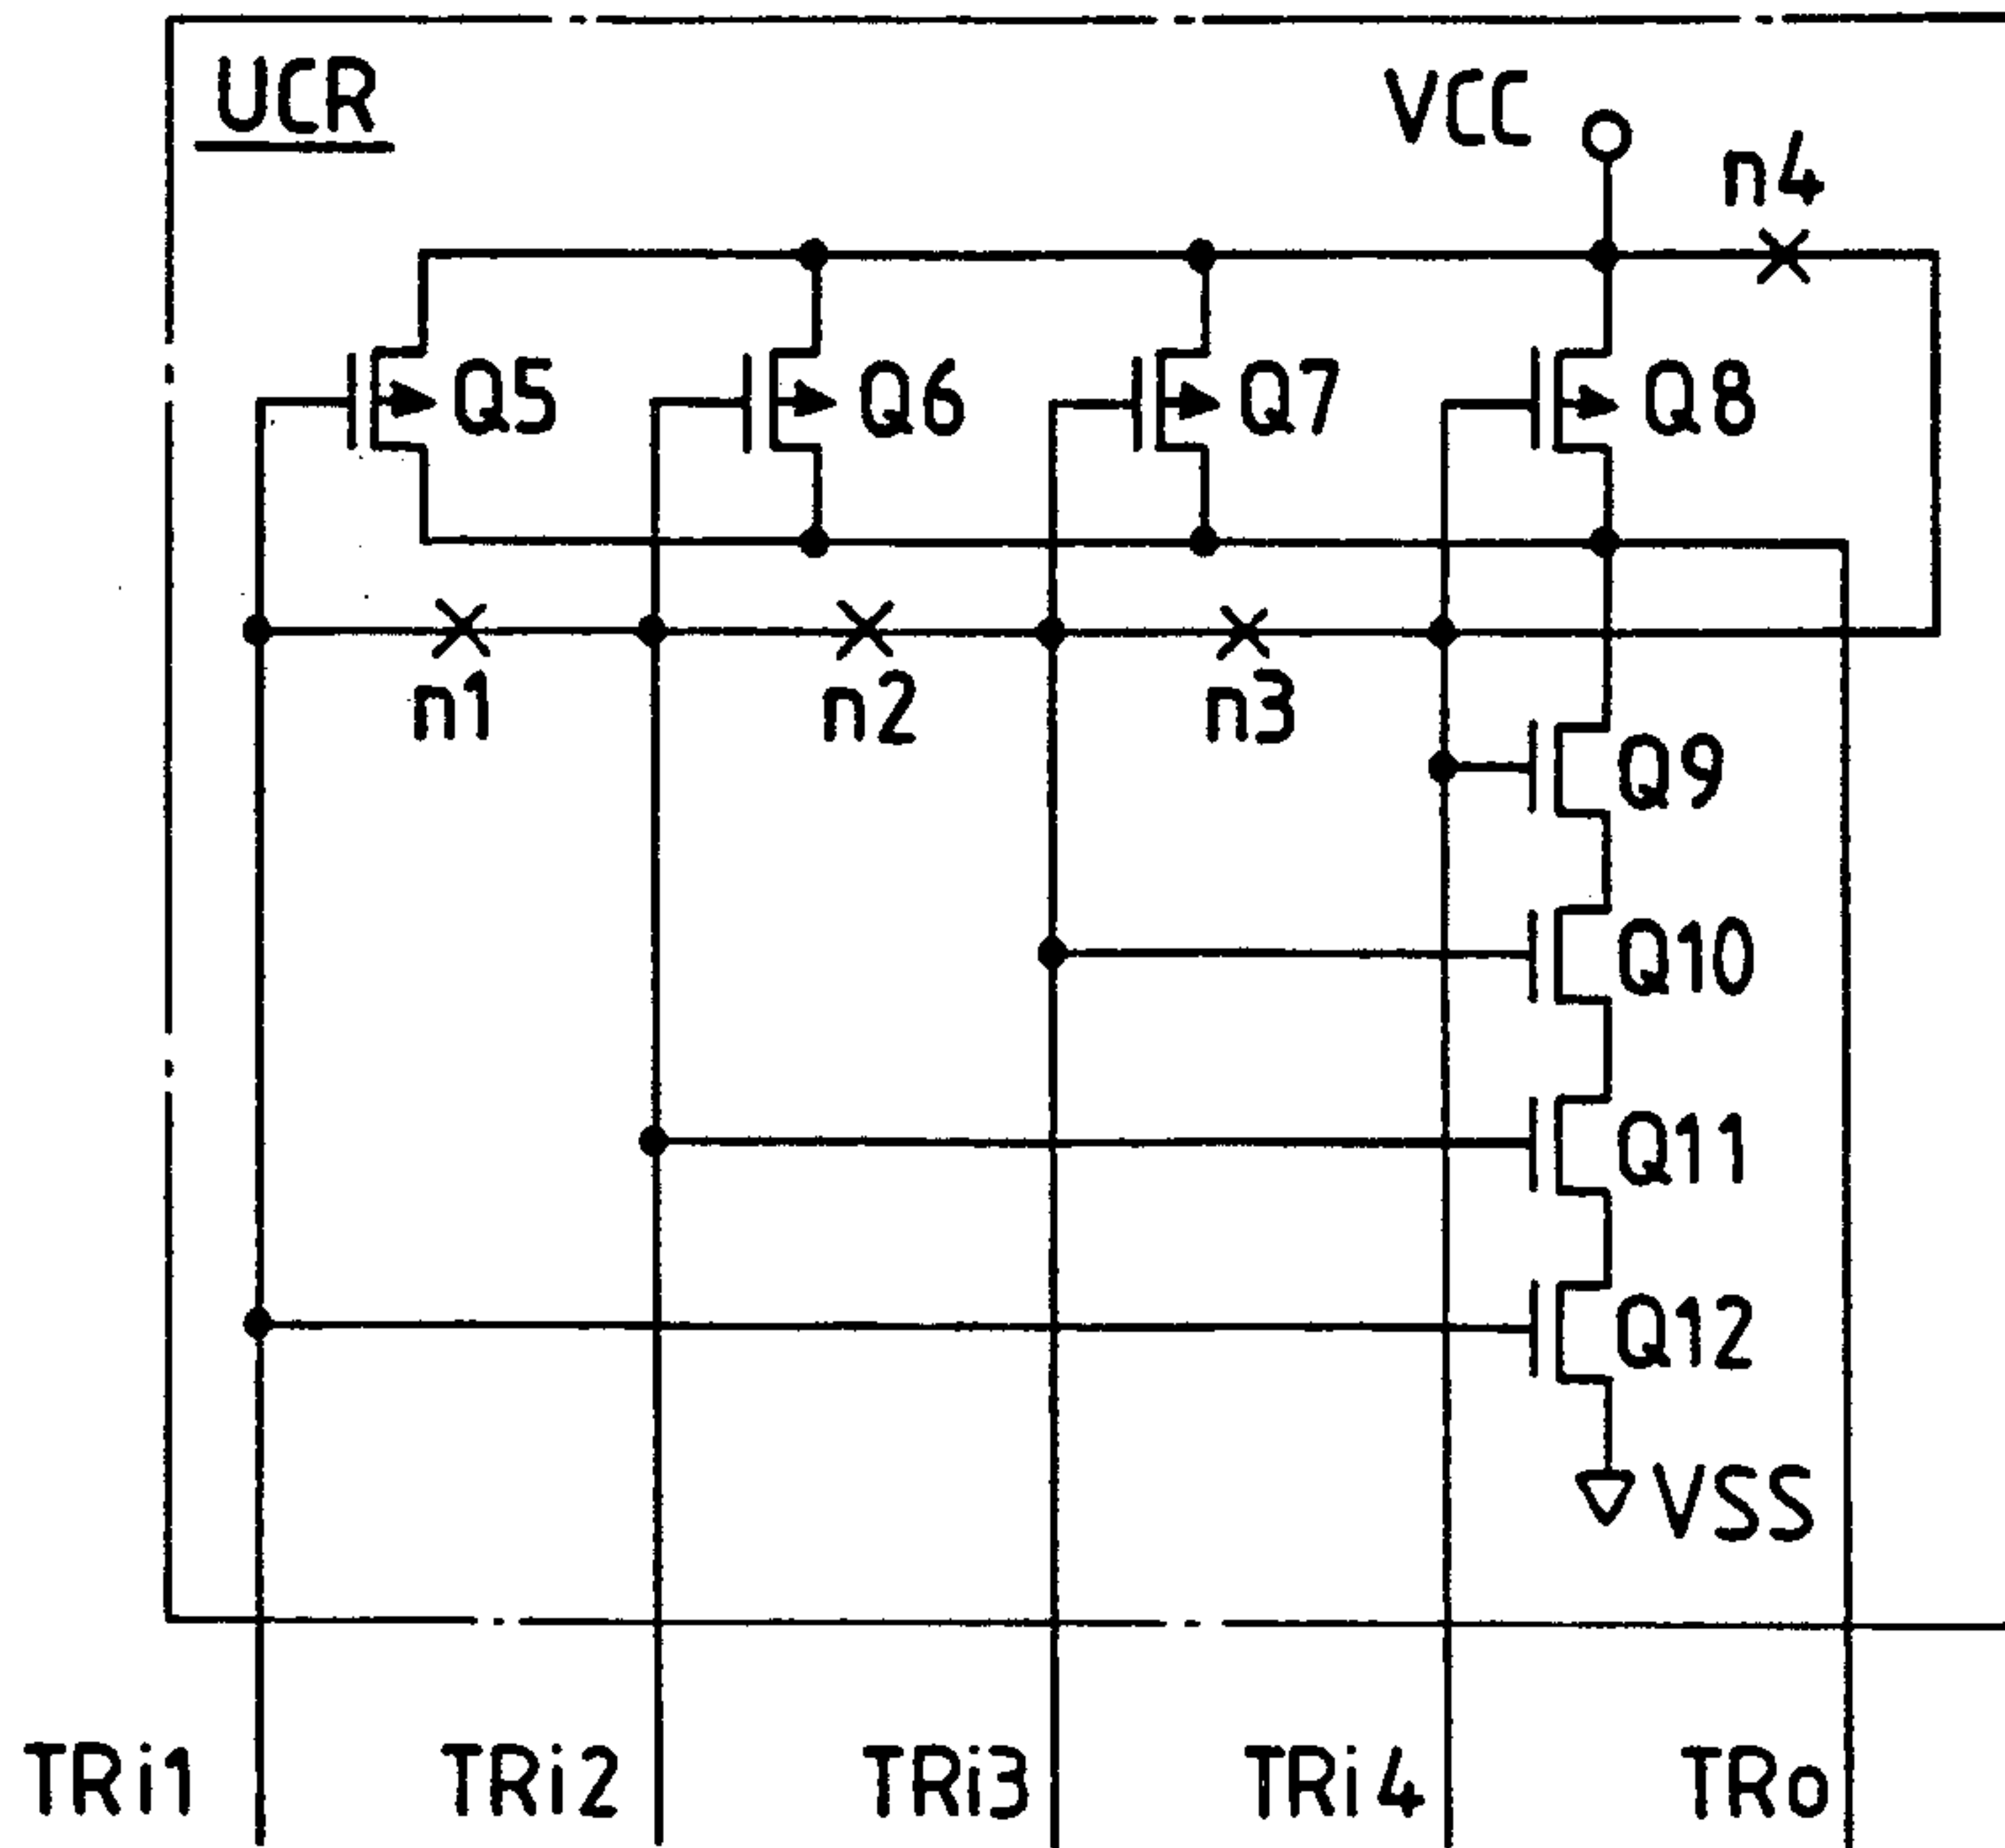 UCR
VCC
n4
Q5
Q6
Q7
Q8
n1
n2
n3
Q9
Q10
Q11
Q12
VSS
TRi1
TRi2
TRi3
TRi4
TRo